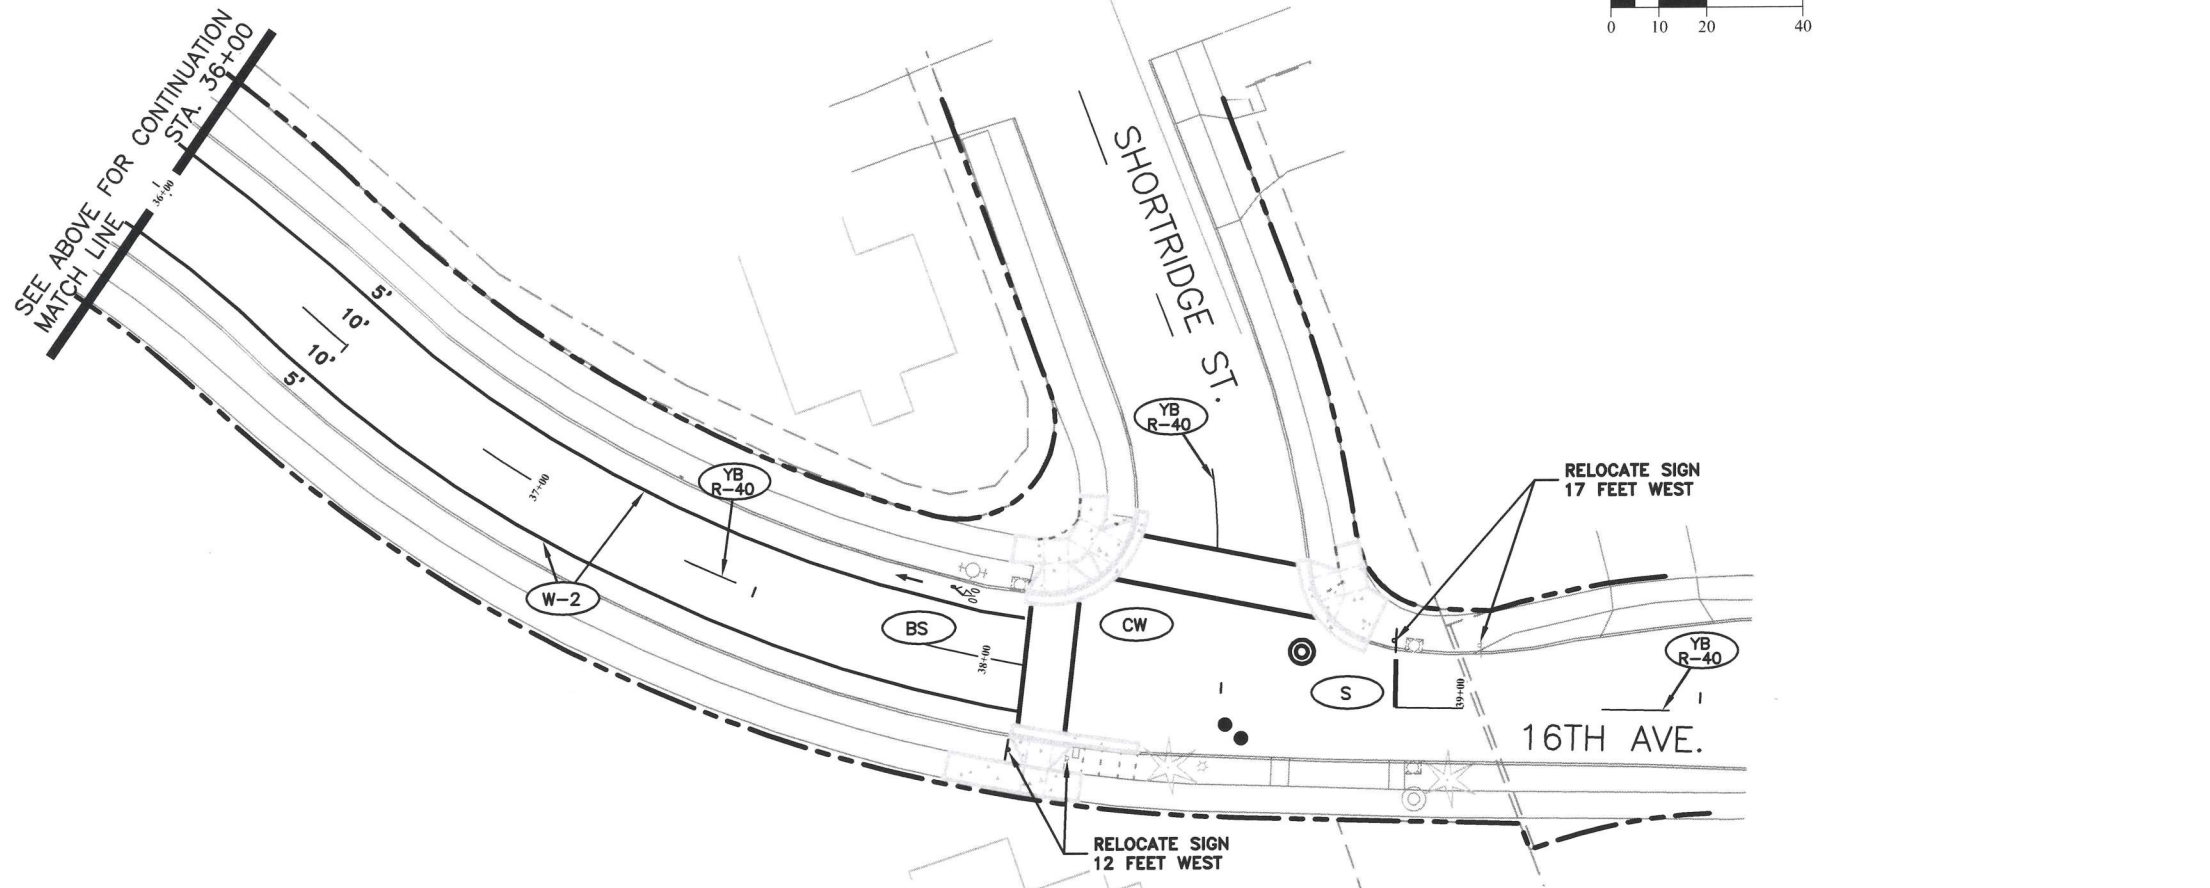 0 10 20 40
SEE ABOVE FOR CONTINUATION
MATCH LINE STA. 36+00
36+00
SHORTRIDGE ST.
5'
10'
10'
5'
YB
R-40
RELOCATE SIGN
17 FEET WEST
YB
R-40
37+00
W-2
BS
CW
38+00
S
39+00
YB
R-40
16TH AVE.
RELOCATE SIGN
12 FEET WEST